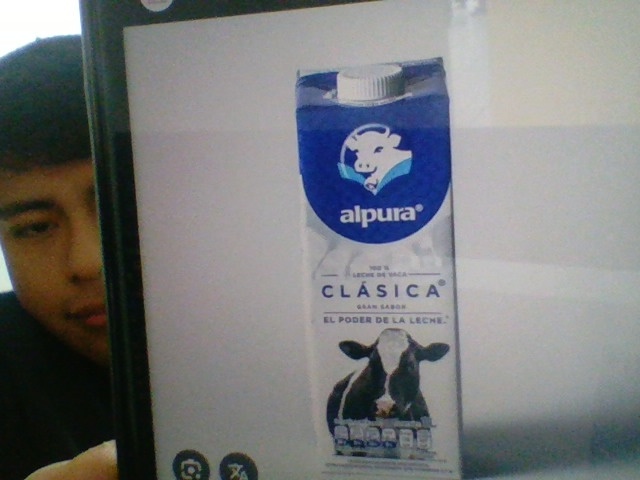 alpura®
100%
LECHE DE VACA
CLÁSICA®
GRAN SABOR
EL PODER DE LA LECHE.